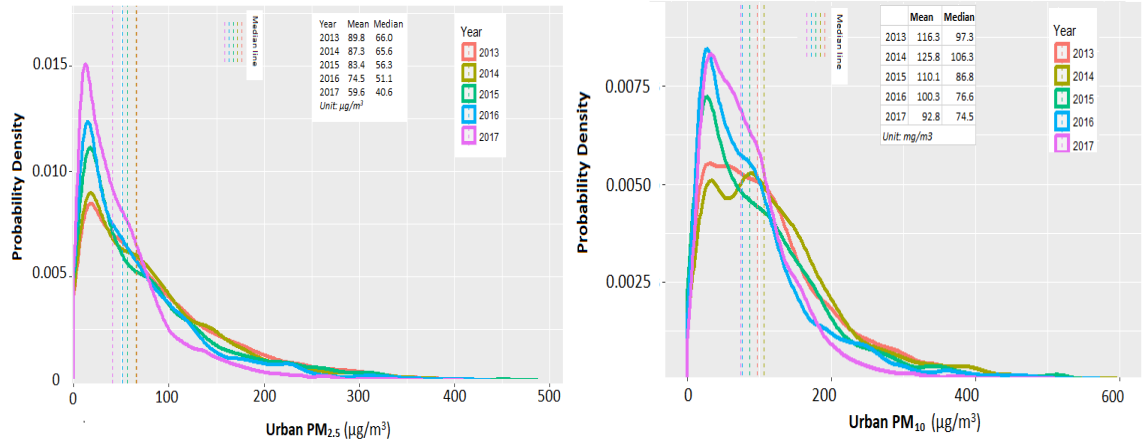 Median line
Year Mean Median
2013 89.8 66.0
2014 87.3 65.6
2015 83.4 56.3
2016 74.5 51.1
2017 59.6 40.6
Unit: µg/m³
Year
2013
2014
2015
2016
2017
0.015
0.010
0.005
0
Probability Density
0 100 200 300 400 500
Urban PM₂.₅ (µg/m³)
Median line
Mean Median
2013 116.3 97.3
2014 125.8 106.3
2015 110.1 86.8
2016 100.3 76.6
2017 92.8 74.5
Unit: mg/m3
Year
2013
2014
2015
2016
2017
0.0075
0.0050
0.0025
0.0000
Probability Density
0 200 400 600
Urban PM₁₀ (µg/m³)